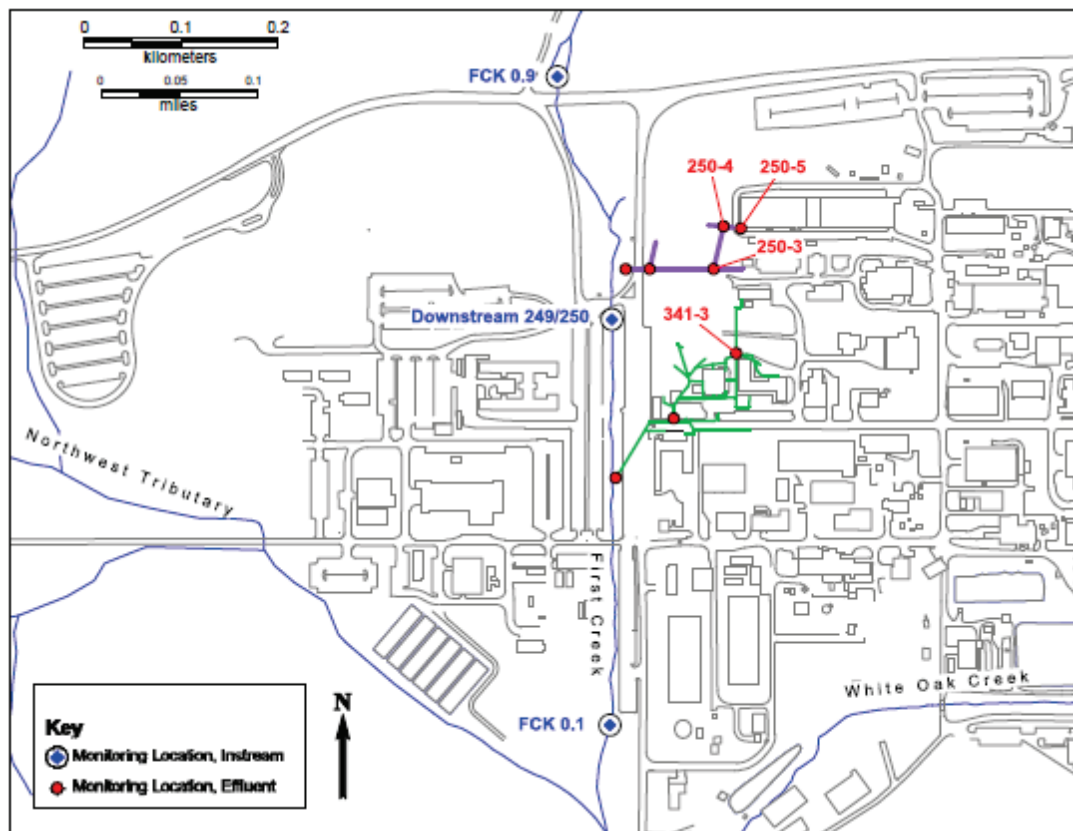 0 0.1 0.2
kilometers
0 0.05 0.1
miles
FCK 0.9
250-4 250-5
250-3
Downstream 249/250
341-3
Northwest Tributary
First Creek
White Oak Creek
FCK 0.1
N
Key
Monitoring Location, Instream
Monitoring Location, Effluent